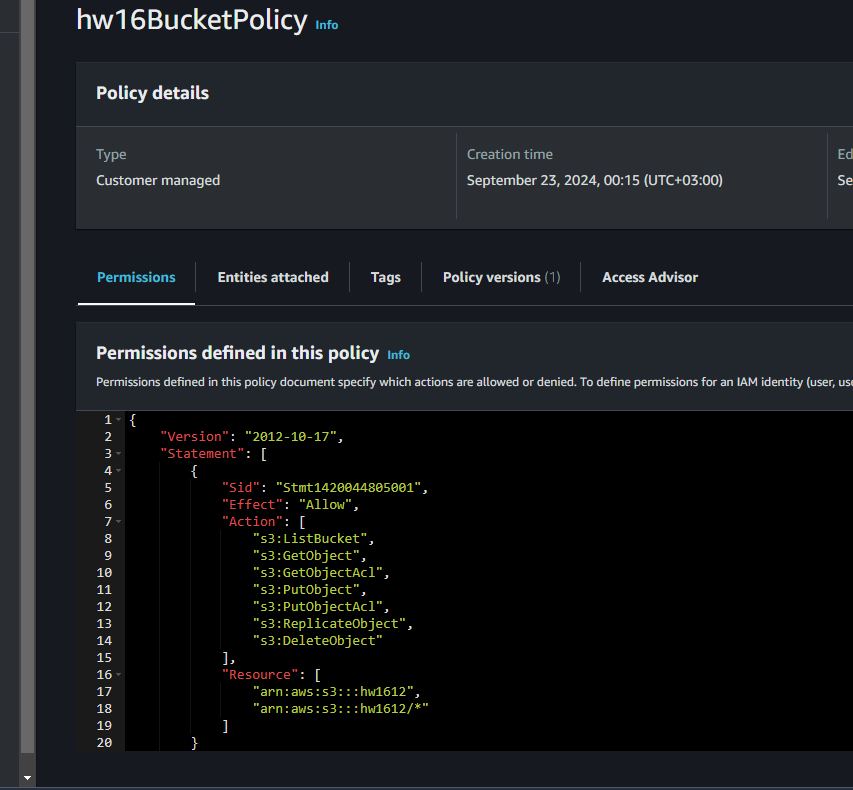 hw16BucketPolicy Info
Policy details
Type
Customer managed
Creation time
September 23, 2024, 00:15 (UTC+03:00)
Ed
Se
Permissions
Entities attached
Tags
Policy versions (1)
Access Advisor
Permissions defined in this policy Info
Permissions defined in this policy document specify which actions are allowed or denied. To define permissions for an IAM identity (user, use
1 {
2     "Version": "2012-10-17",
3     "Statement": [
4         {
5             "Sid": "Stmt1420044805001",
6             "Effect": "Allow",
7             "Action": [
8                 "s3:ListBucket",
9                 "s3:GetObject",
10                 "s3:GetObjectAcl",
11                 "s3:PutObject",
12                 "s3:PutObjectAcl",
13                 "s3:ReplicateObject",
14                 "s3:DeleteObject"
15             ],
16             "Resource": [
17                 "arn:aws:s3:::hw1612",
18                 "arn:aws:s3:::hw1612/*"
19             ]
20         }